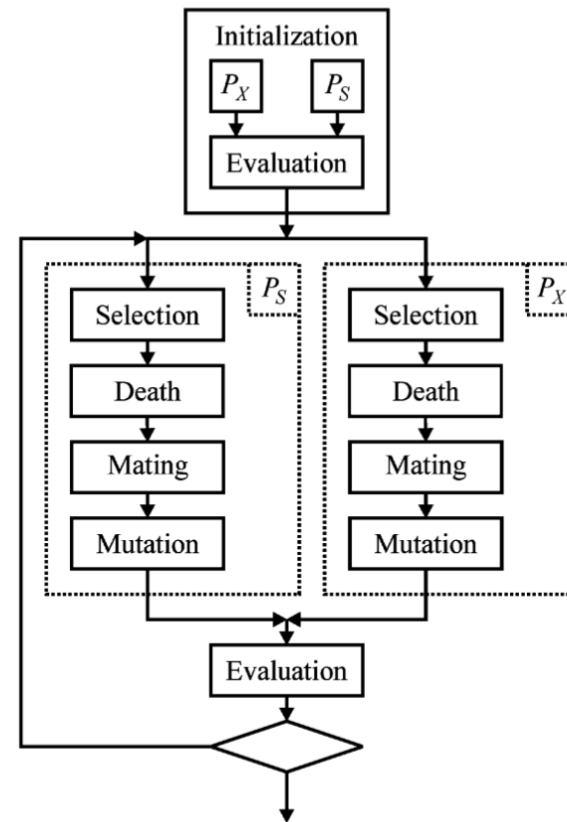 Initialization
P_X
P_S
Evaluation
P_S
Selection
Death
Mating
Mutation
P_X
Selection
Death
Mating
Mutation
Evaluation